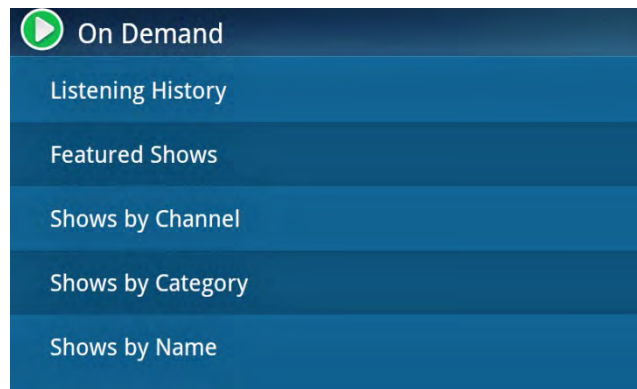 On Demand
Listening History
Featured Shows
Shows by Channel
Shows by Category
Shows by Name